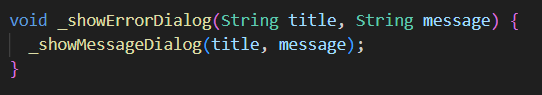 void _showErrorDialog(String title, String message) {
  _showMessageDialog(title, message);
}